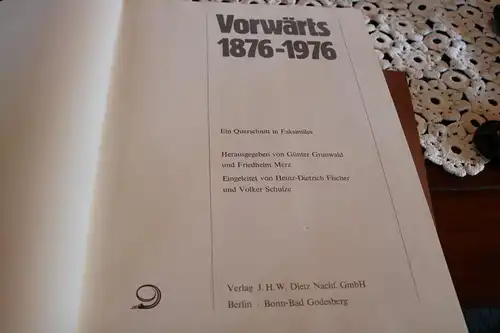 Vorwärts
1876-1976
Ein Querschnitt in Faksimiles
Herausgegeben von Günter Grunwald
und Friedhelm Merz
Eingeleitet von Heinz-Dietrich Fischer
und Volker Schulze
Verlag J. H. W. Dietz Nachf. GmbH
Berlin · Bonn-Bad Godesberg